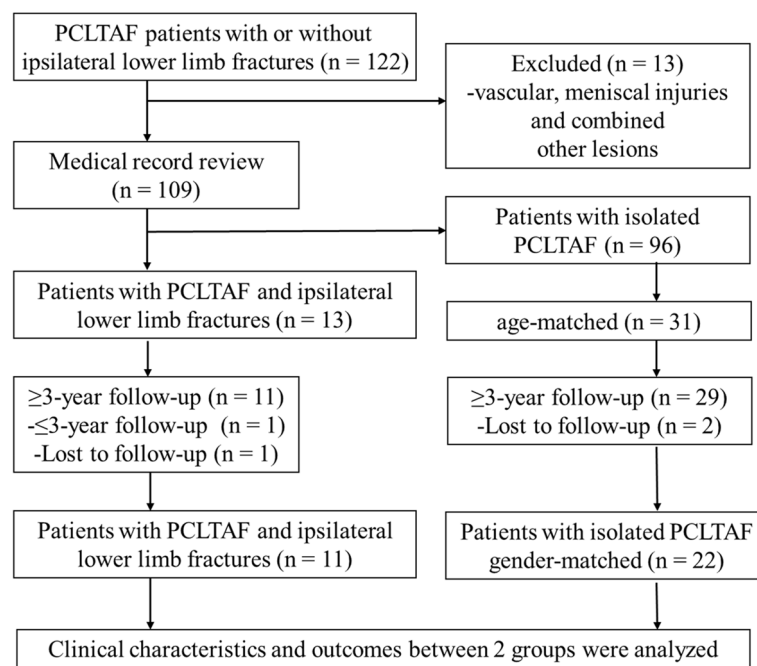 PCLTAF patients with or without
ipsilateral lower limb fractures (n = 122)
Excluded (n = 13)
-vascular, meniscal injuries
and combined
other lesions
Medical record review
(n = 109)
Patients with isolated
PCLTAF (n = 96)
Patients with PCLTAF and ipsilateral
lower limb fractures (n = 13)
age-matched (n = 31)
≥3-year follow-up (n = 11)
-≤3-year follow-up (n = 1)
-Lost to follow-up (n = 1)
≥3-year follow-up (n = 29)
-Lost to follow-up (n = 2)
Patients with PCLTAF and ipsilateral
lower limb fractures (n = 11)
Patients with isolated PCLTAF
gender-matched (n = 22)
Clinical characteristics and outcomes between 2 groups were analyzed